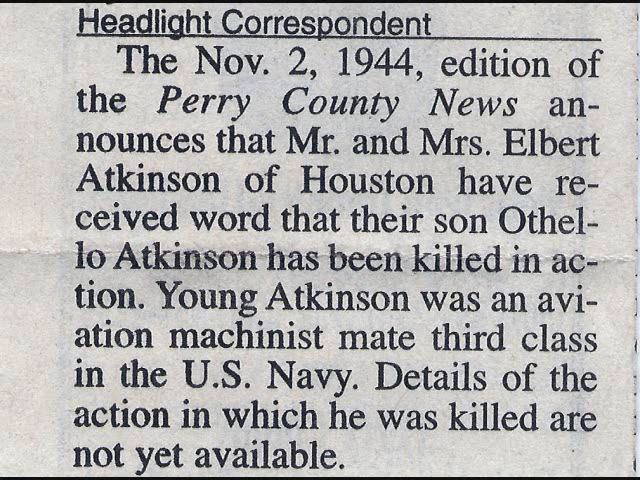 Headlight Correspondent
The Nov. 2, 1944, edition of
the Perry County News an-
nounces that Mr. and Mrs. Elbert
Atkinson of Houston have re-
ceived word that their son Othel-
lo Atkinson has been killed in ac-
tion. Young Atkinson was an avi-
ation machinist mate third class
in the U.S. Navy. Details of the
action in which he was killed are
not yet available.